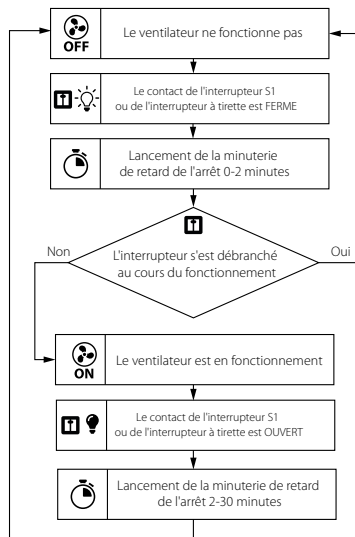 OFF
Le ventilateur ne fonctionne pas
Le contact de l'interrupteur S1
ou de l'interrupteur à tirette est FERME
Lancement de la minuterie
de retard de l'arrêt 0-2 minutes
Non
L'interrupteur s'est débranché
au cours du fonctionnement
Oui
ON
Le ventilateur est en fonctionnement
Le contact de l'interrupteur S1
ou de l'interrupteur à tirette est OUVERT
Lancement de la minuterie de retard
de l'arrêt 2-30 minutes